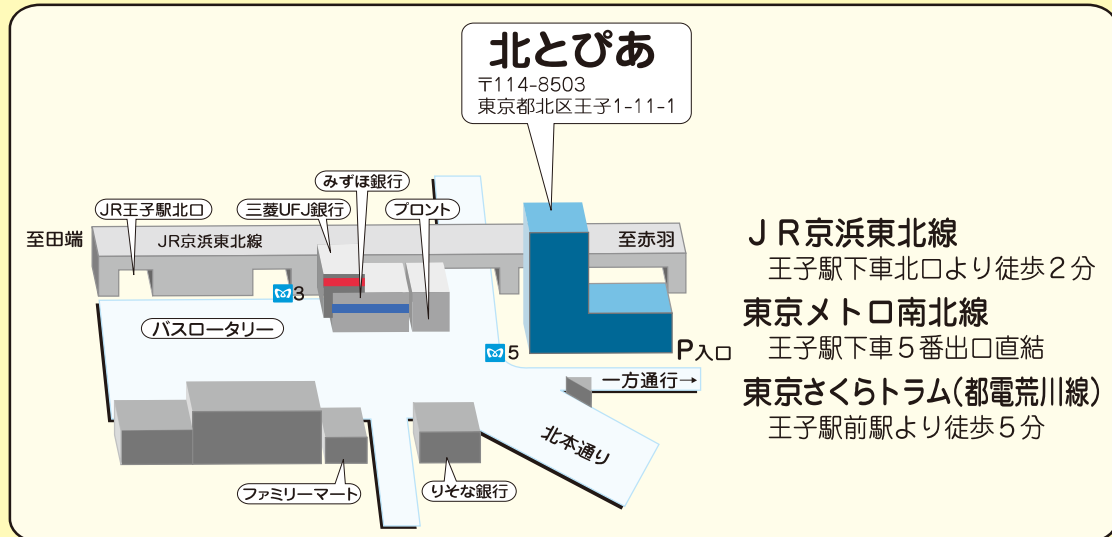 北とぴあ
〒114-8503
東京都北区王子1-11-1
みずほ銀行
JR王子駅北口
三菱UFJ銀行
プロント
至田端
JR京浜東北線
至赤羽
3
バスロータリー
5
P入口
一方通行→
北本通り
ファミリーマート
りそな銀行
JR京浜東北線
王子駅下車北口より徒歩2分
東京メトロ南北線
王子駅下車5番出口直結
東京さくらトラム(都電荒川線)
王子駅前駅より徒歩5分